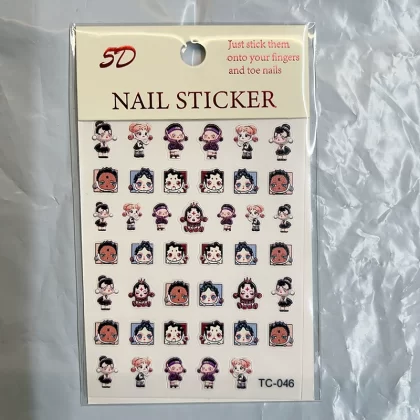 5D
Just stick them
onto your fingers
and toe nails
NAIL STICKER
TC-046